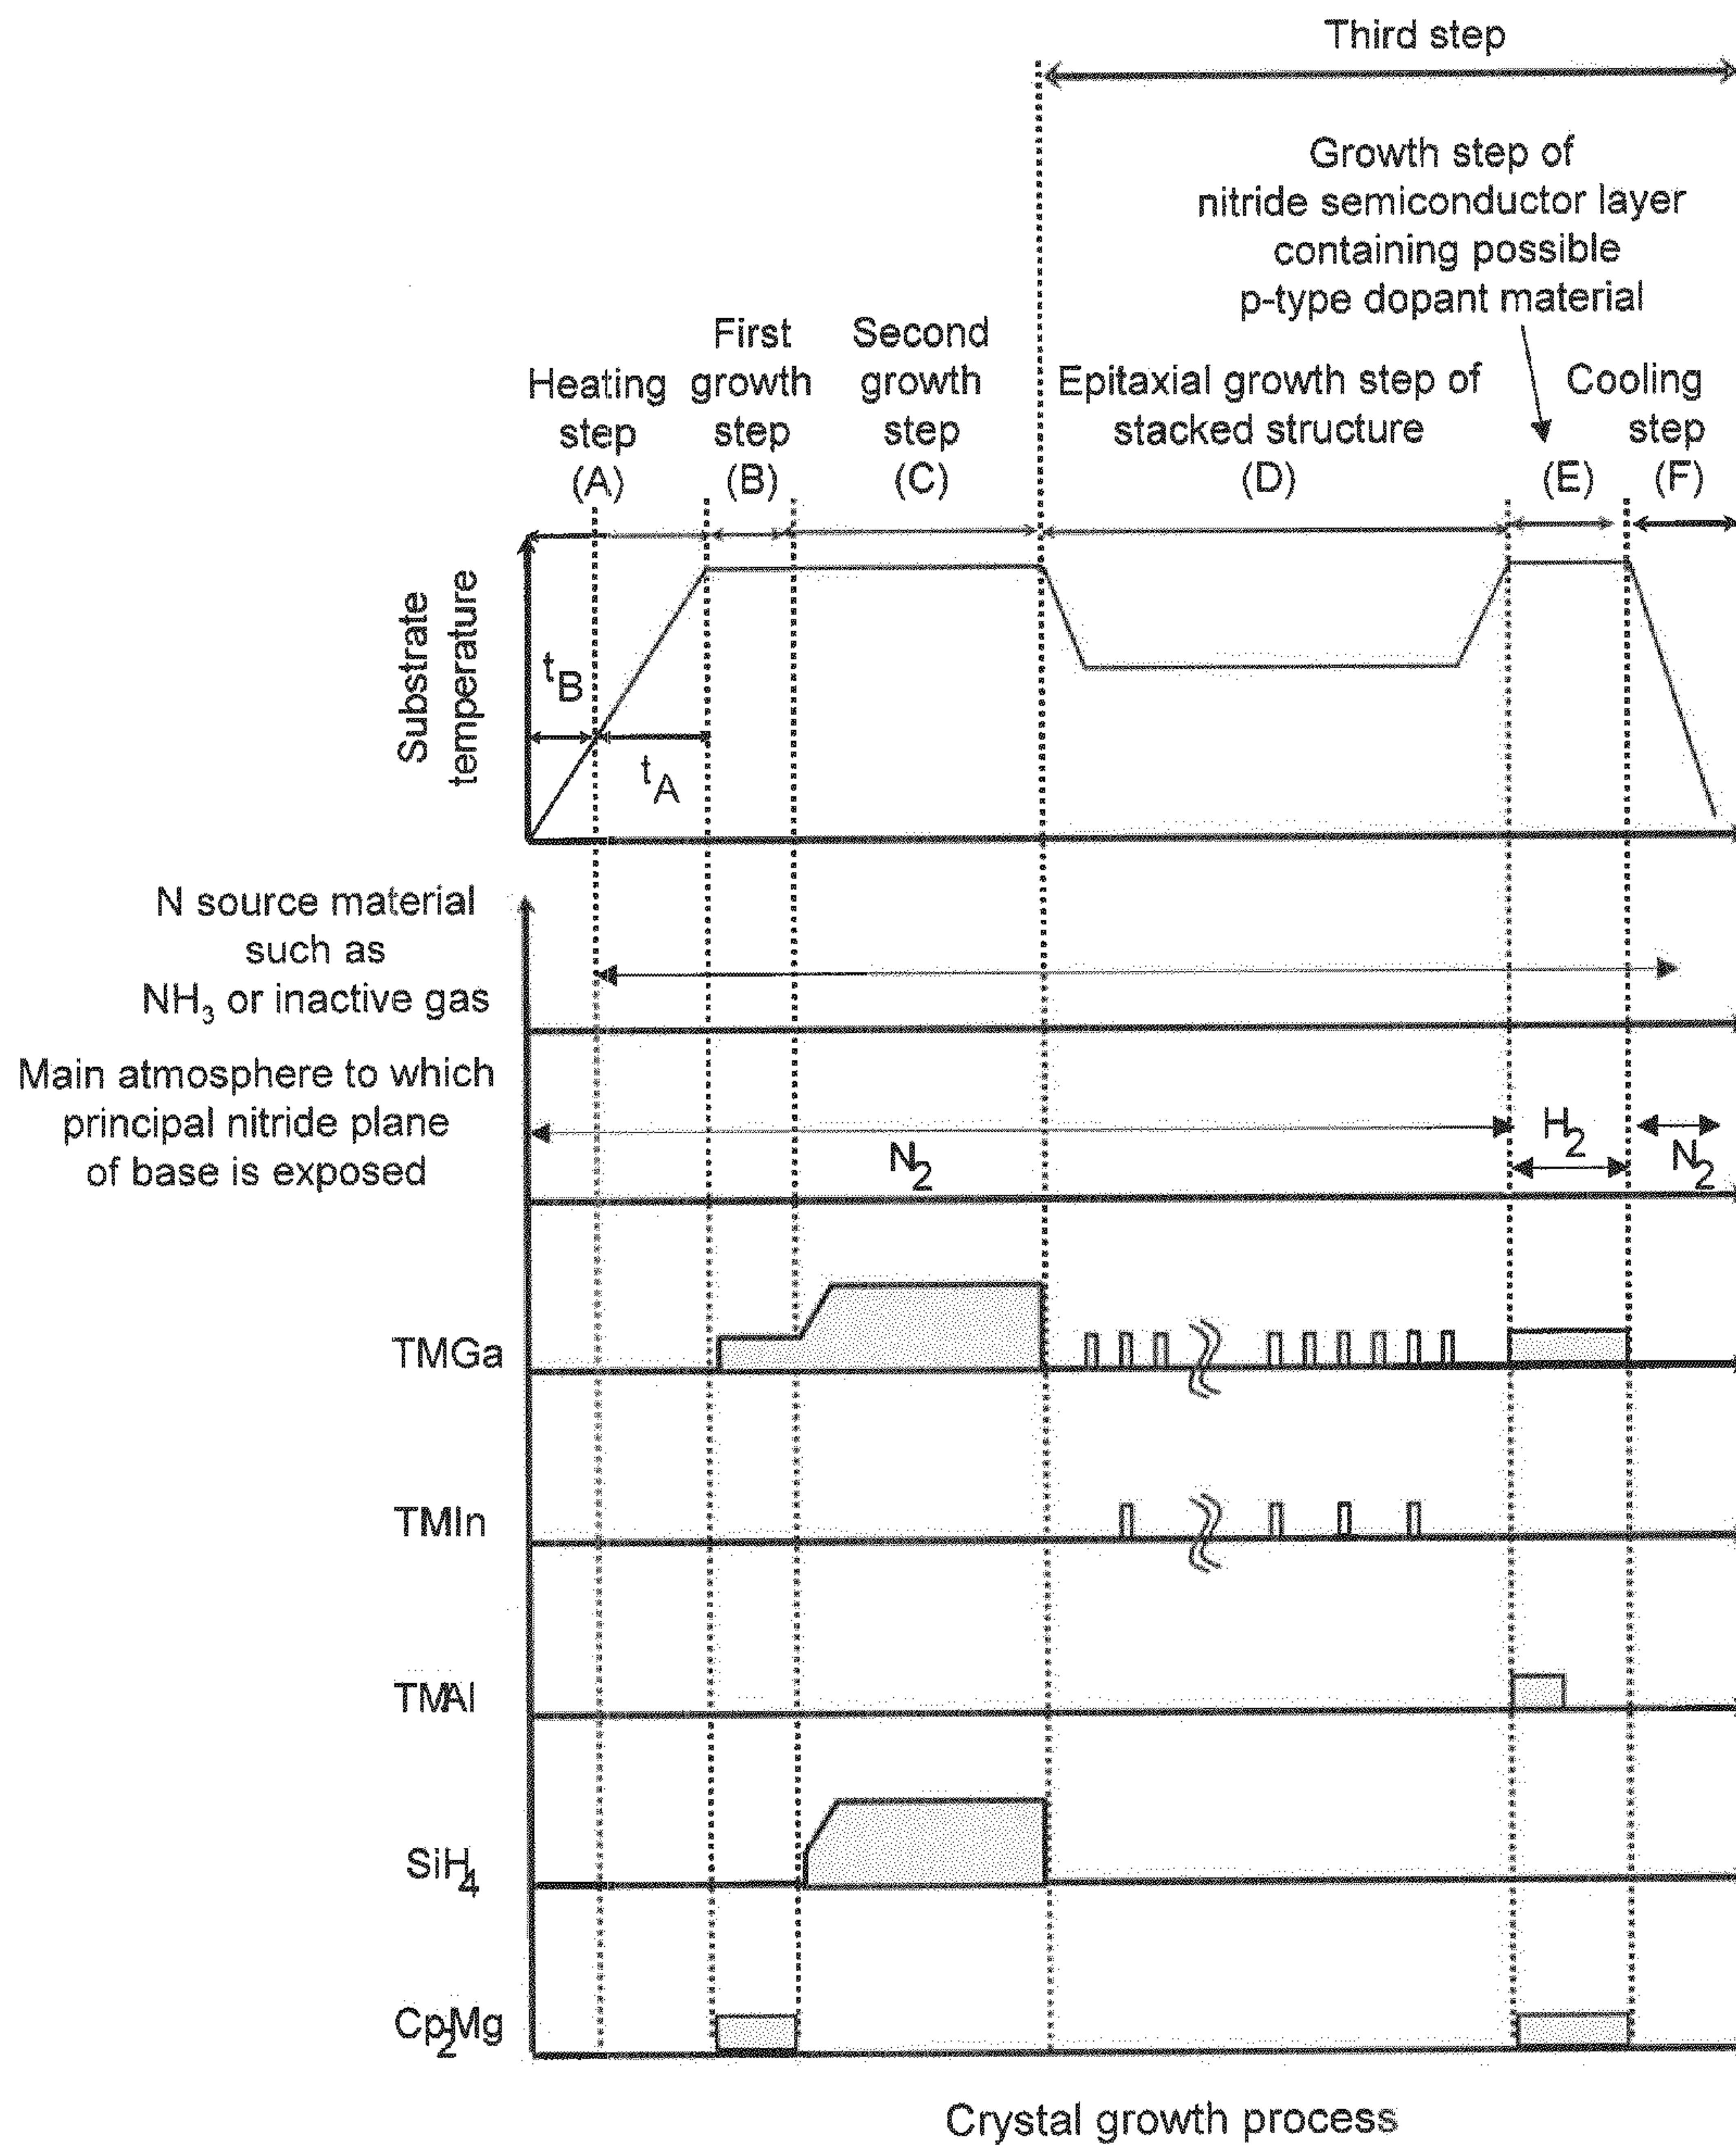 Third step
Growth step of
nitride semiconductor layer
containing possible
p-type dopant material
First
growth
step
(B)
Second
growth
step
(C)
Heating
step
(A)
Epitaxial growth step of
stacked structure
(D)
(E)
Cooling
step
(F)
Substrate
temperature
tB
tA
N source material
such as
NH3 or inactive gas
Main atmosphere to which
principal nitride plane
of base is exposed
N2
H2
N2
TMGa
TMIn
TMAl
SiH4
Cp2Mg
Crystal growth process